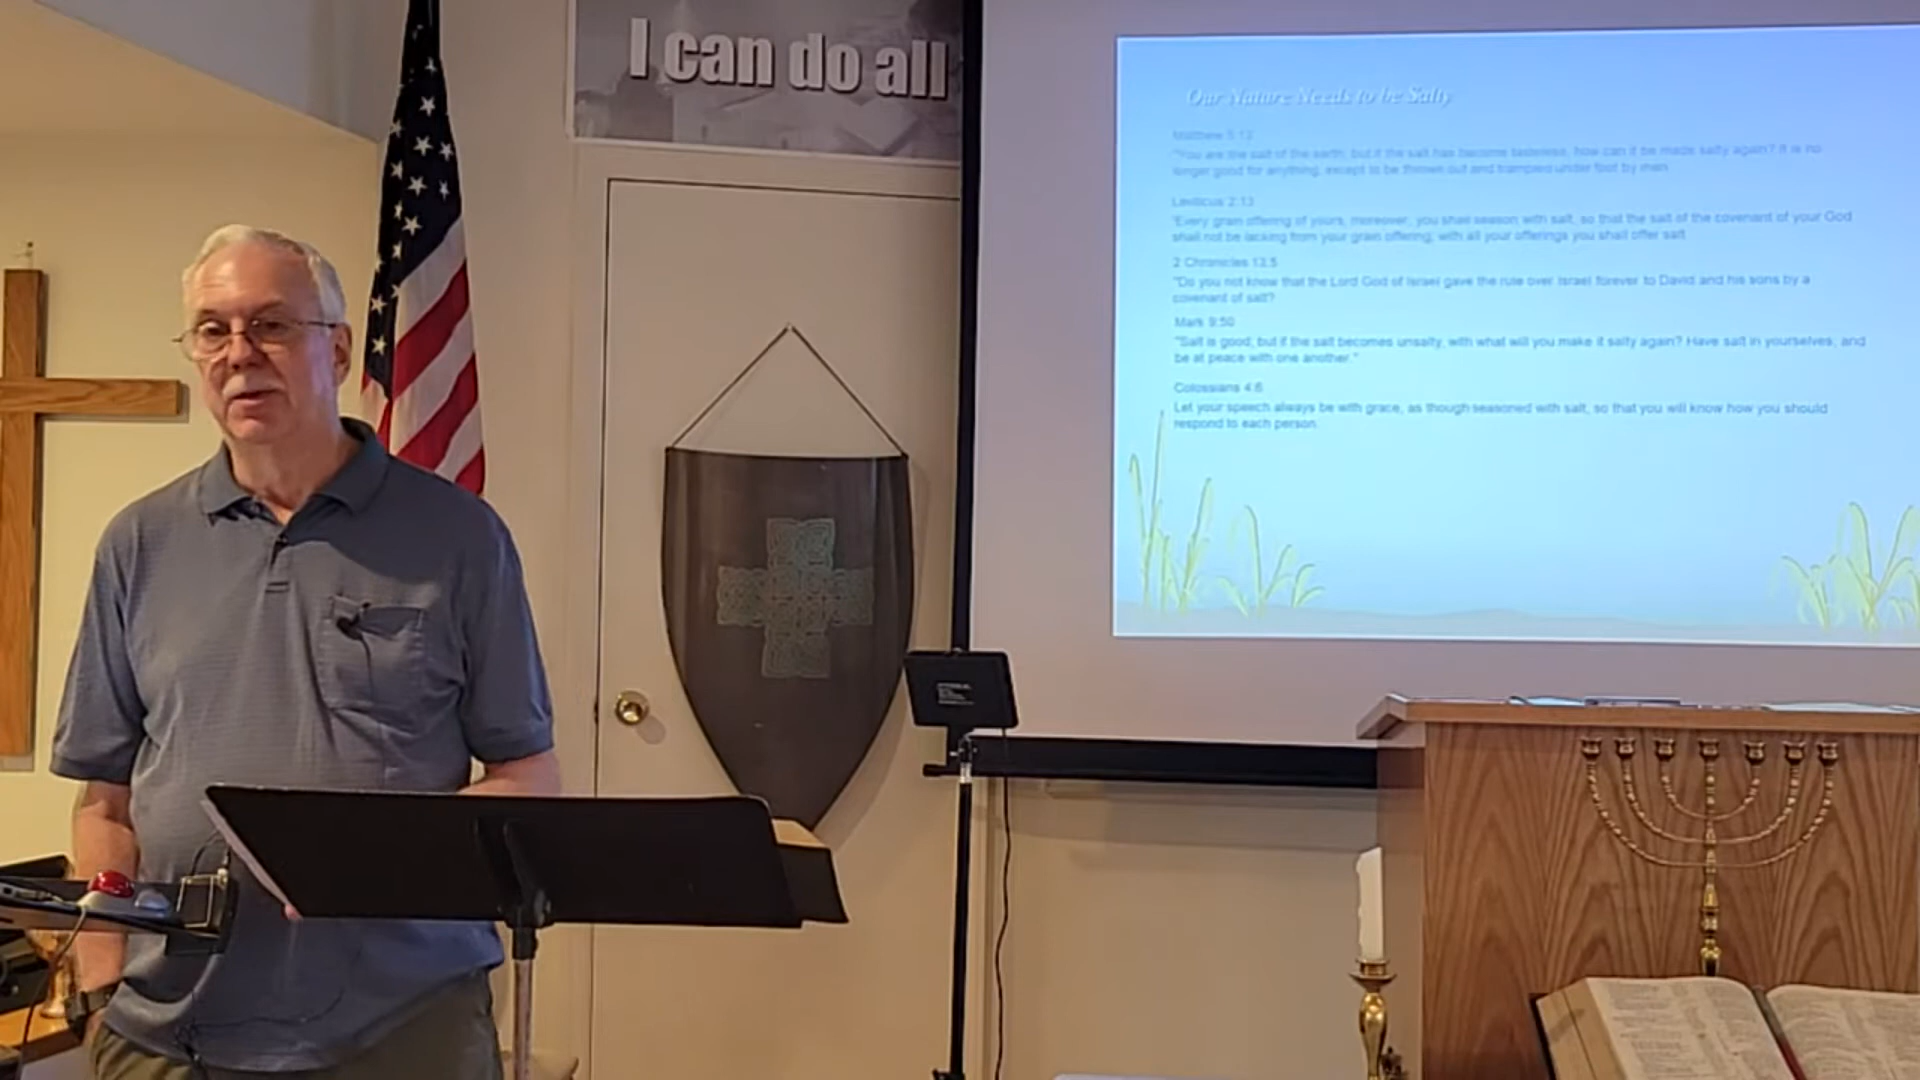 I can do all
Our Nature Needs to be Salty
Matthew 5:13
"You are the salt of the earth; but if the salt has become tasteless, how can it be made salty again? It is no
longer good for anything, except to be thrown out and trampled under foot by men.
Leviticus 2:13
'Every grain offering of yours, moreover, you shall season with salt, so that the salt of the covenant of your God
shall not be lacking from your grain offering; with all your offerings you shall offer salt.
2 Chronicles 13:5
"Do you not know that the Lord God of Israel gave the rule over Israel forever to David and his sons by a
covenant of salt?
Mark 9:50
"Salt is good; but if the salt becomes unsalty, with what will you make it salty again? Have salt in yourselves, and
be at peace with one another."
Colossians 4:6
Let your speech always be with grace, as though seasoned with salt, so that you will know how you should
respond to each person.